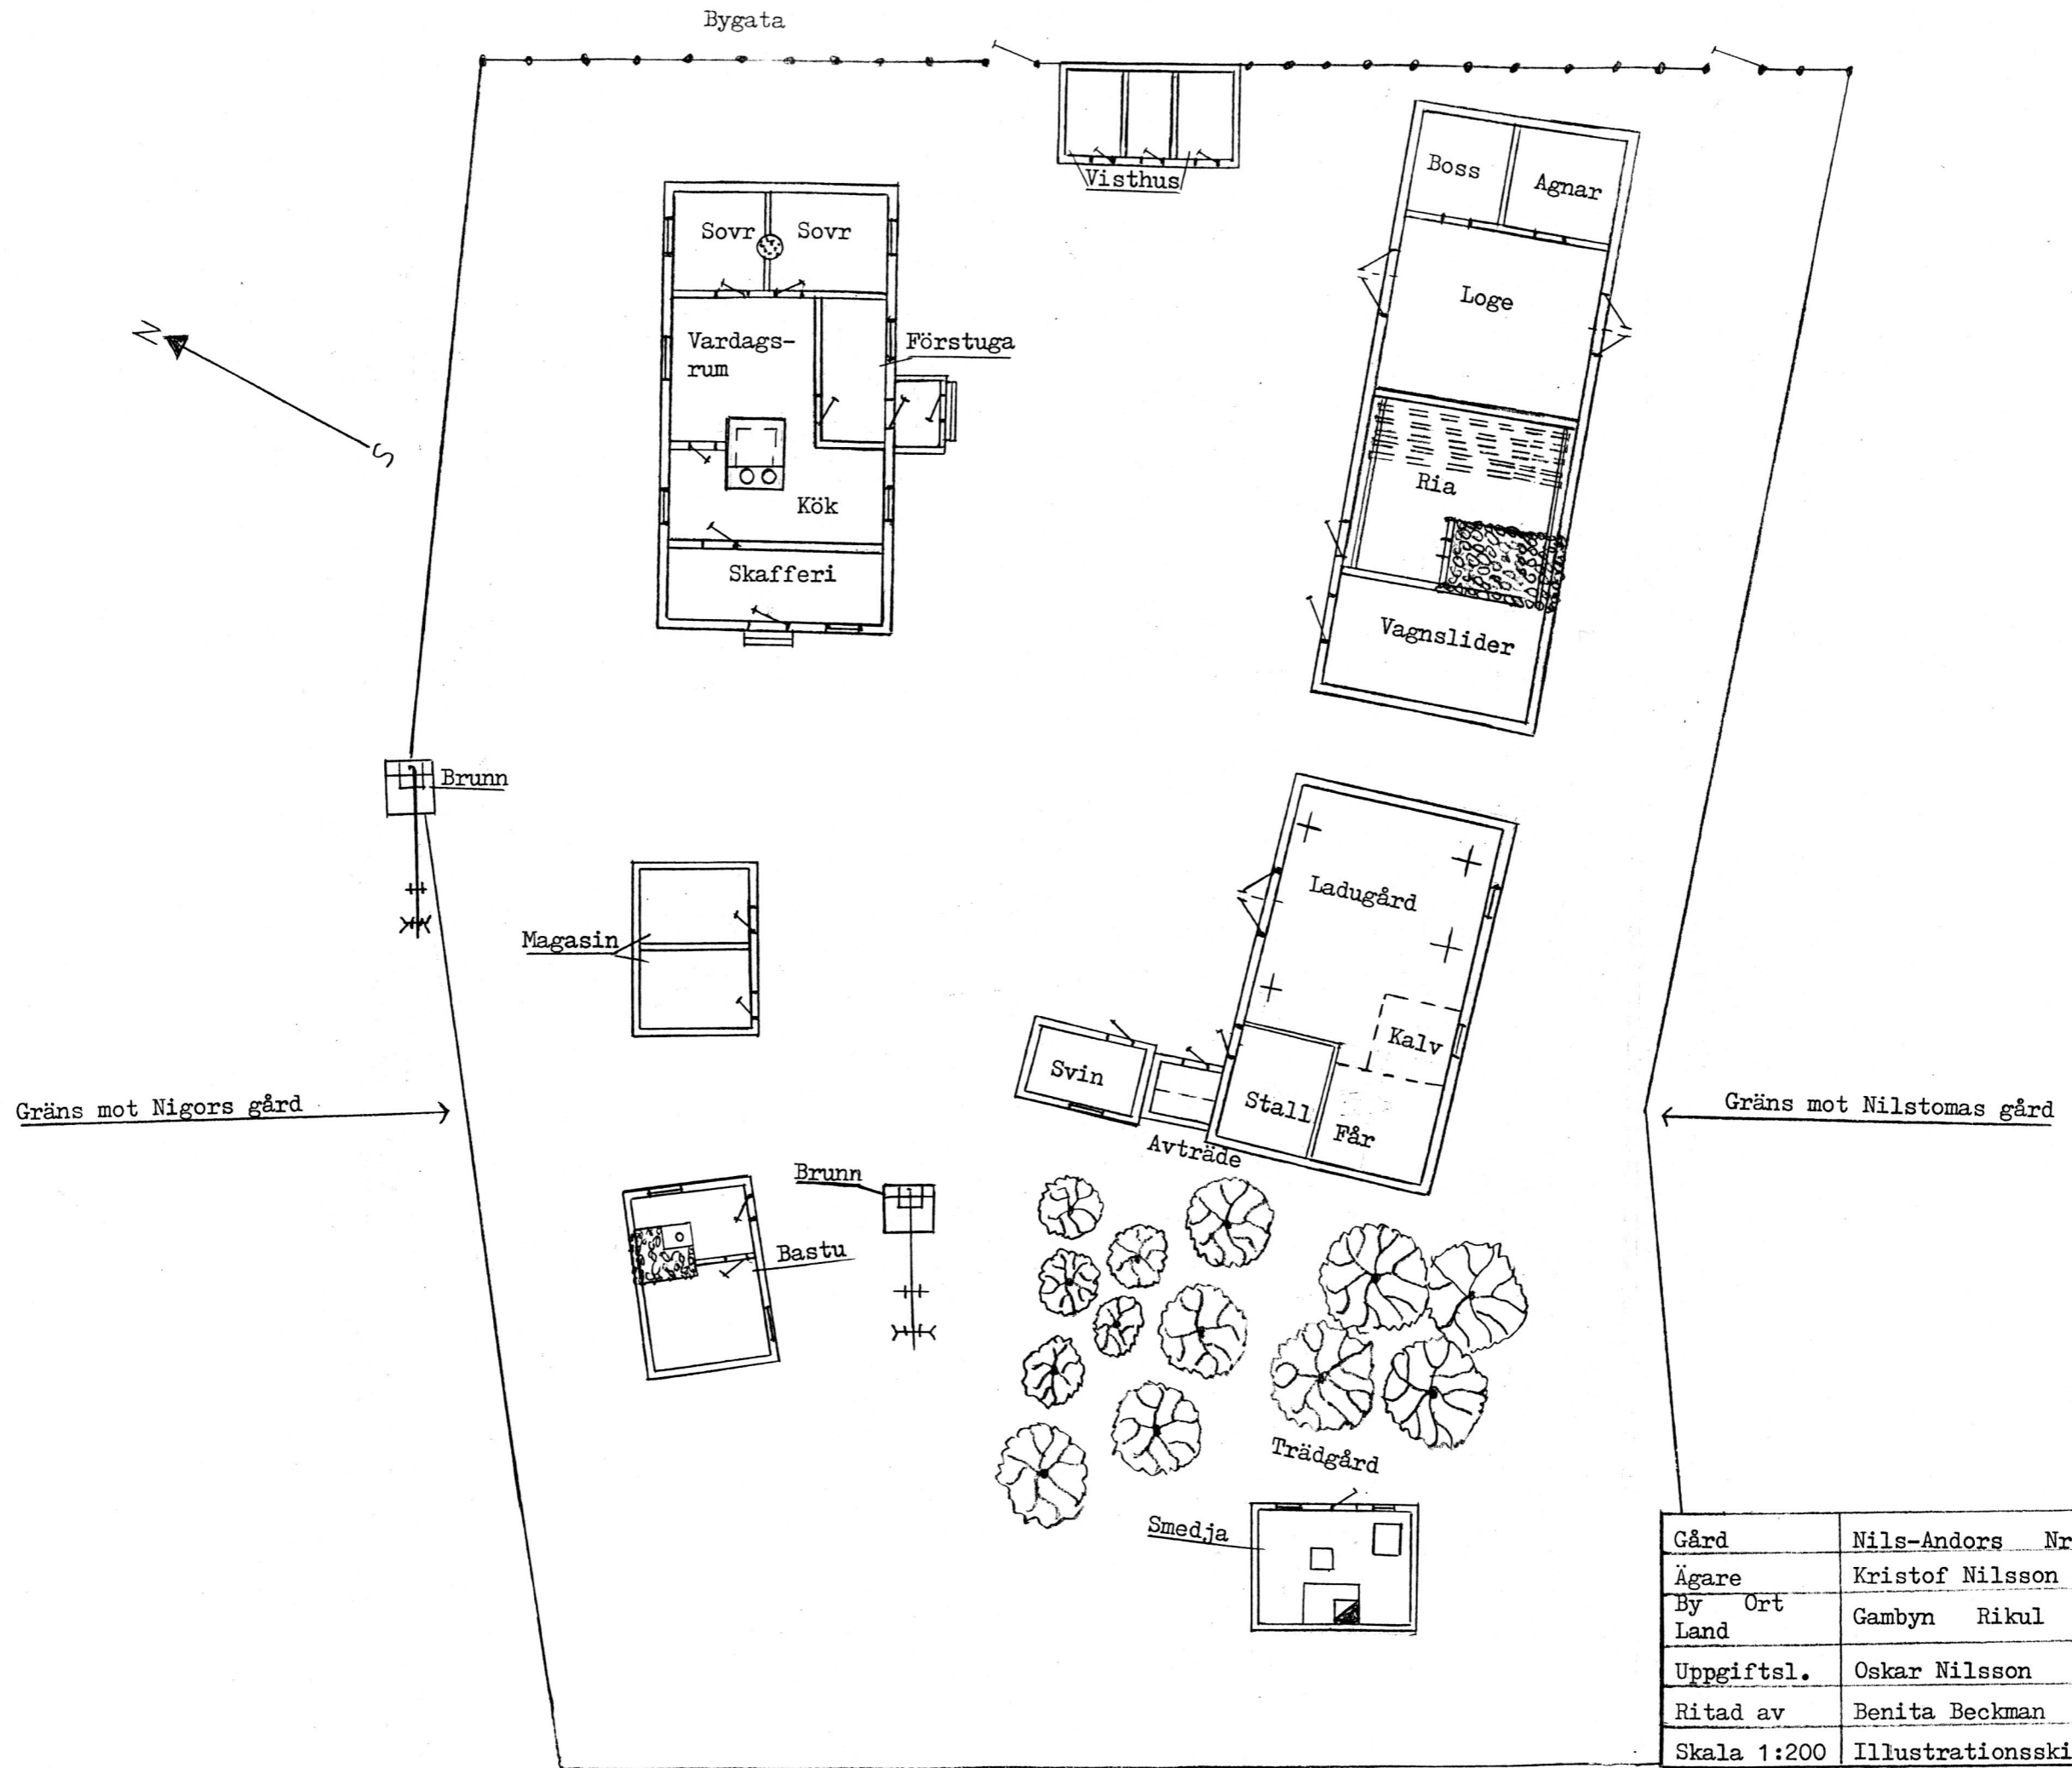 Bygata
Visthus
Boss
Agnar
Sovr
Sovr
Loge
N
S
Vardags-
rum
Förstuga
Ria
Kök
Skafferi
Vagnslider
Brunn
Ladugård
Magasin
Kalv
Svin
Stall
Får
Avträde
Gräns mot Nigors gård
Gräns mot Nilstomas gård
Brunn
Bastu
Trädgård
Smedja
Gård Nils-Andors Nr
Ägare Kristof Nilsson
By Ort
Land Gambyn Rikul
Uppgiftsl. Oskar Nilsson
Ritad av Benita Beckman
Skala 1:200 Illustrationsski